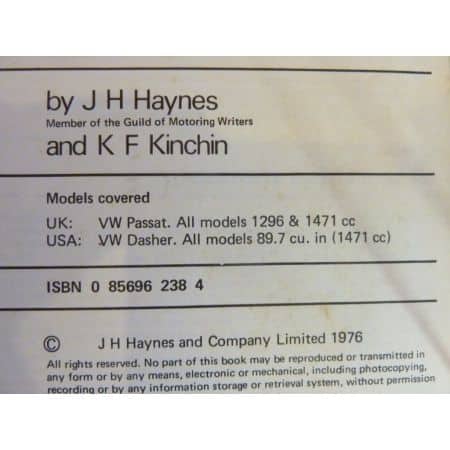 by J H Haynes
Member of the Guild of Motoring Writers
and K F Kinchin
Models covered
UK: VW Passat. All models 1296 & 1471 cc
USA: VW Dasher. All models 89.7 cu. in (1471 cc)
ISBN 0 85696 238 4
© J H Haynes and Company Limited 1976
All rights reserved. No part of this book may be reproduced or transmitted in
any form or by any means, electronic or mechanical, including photocopying,
recording or by any information storage or retrieval system, without permission